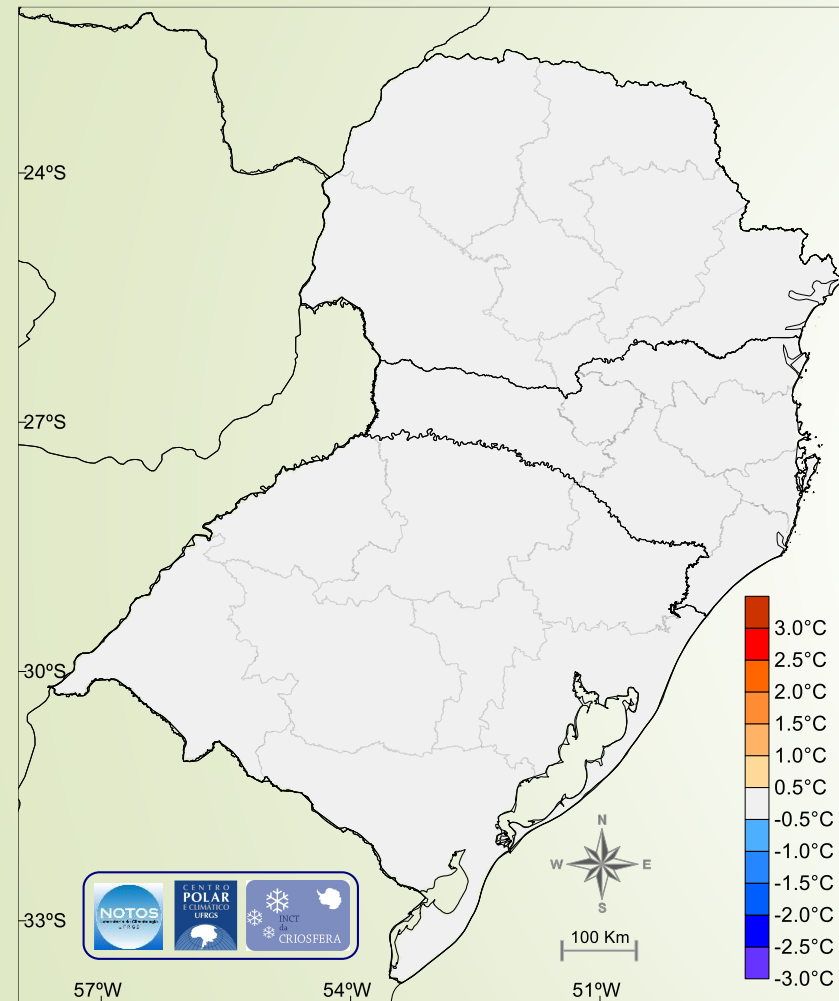 24ºS
27ºS
30ºS
33ºS
57ºW
54ºW
51ºW
3.0°C
2.5°C
2.0°C
1.5°C
1.0°C
0.5°C
-0.5°C
-1.0°C
-1.5°C
-2.0°C
-2.5°C
-3.0°C
N
W
E
S
100 Km
NOTOS
UFRGS
CENTRO
POLAR
E CLIMÁTICO
UFRGS
INCT
da
CRIOSFERA